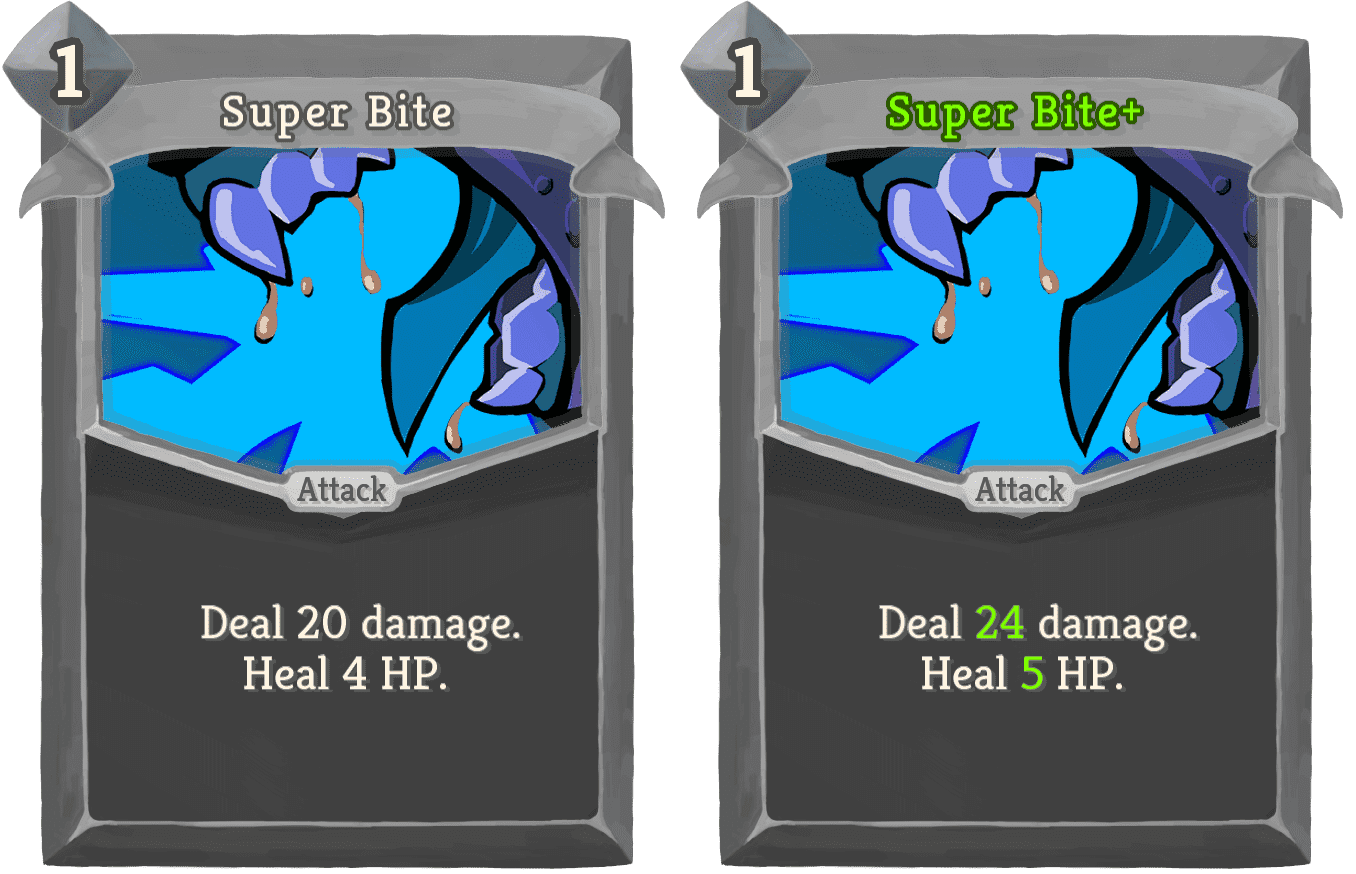 1
Super Bite
Attack
Deal 20 damage.
Heal 4 HP.
1
Super Bite+
Attack
Deal 24 damage.
Heal 5 HP.